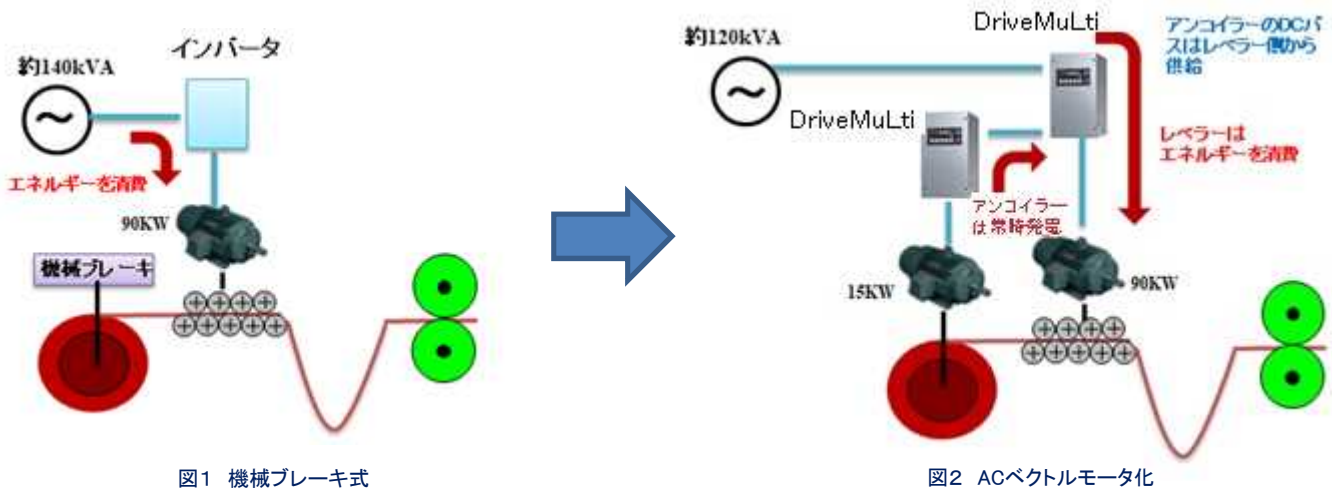 インバータ
約140kVA
エネルギーを消費
90KW
機械ブレーキ
図1 機械ブレーキ式
DriveMuLti
約120kVA
アンコイラーのDCバ
スはレベラー側から
供給
DriveMuLti
レベラーは
エネルギーを消費
アンコイラー
は常時発電
15KW
90KW
図2 ACベクトルモータ化